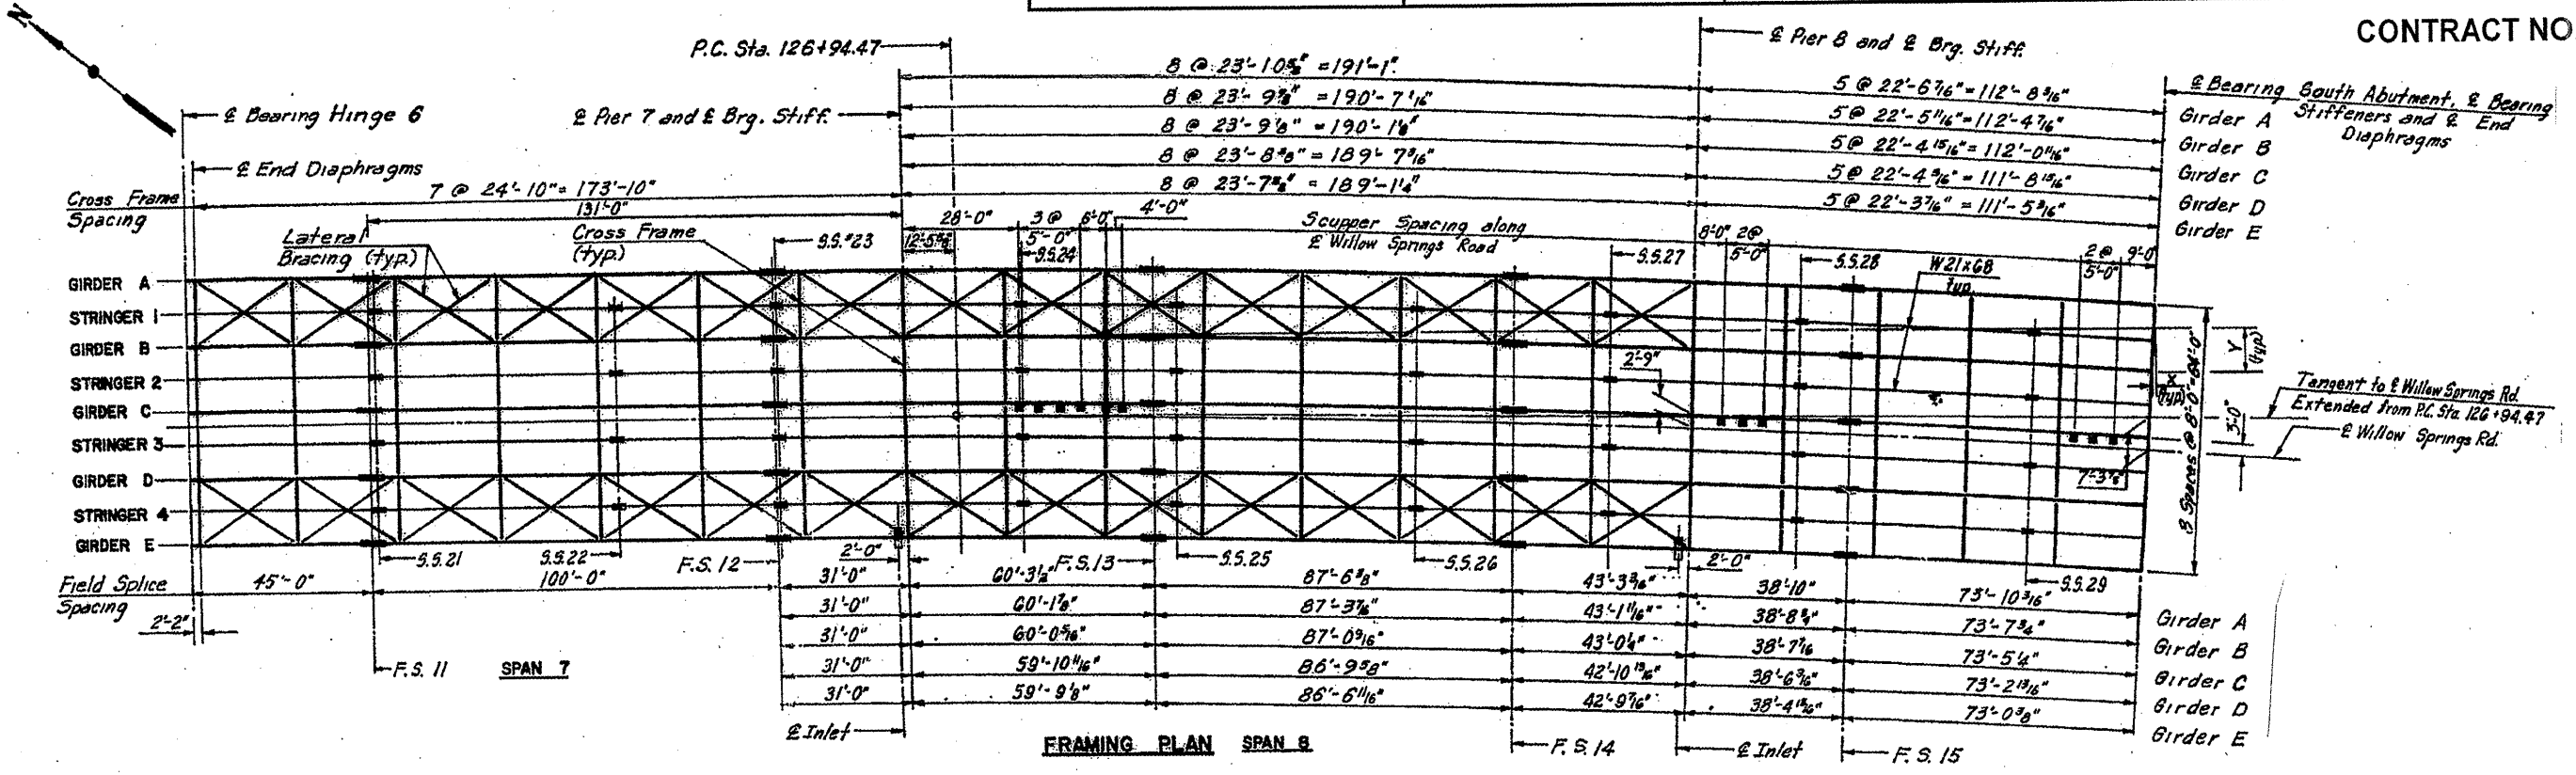 N
CONTRACT NO
P.C. Sta. 126+94.47
℄ Pier 8 and ℄ Brg. Stiff.
8 @ 23'-10⅝" = 191'-1"
5 @ 22'-6 7/16" = 112'-8 3/16"
℄ Bearing South Abutment, ℄ Bearing
Stiffeners and ℄ End
Diaphragms
℄ Bearing Hinge 6
℄ Pier 7 and ℄ Brg. Stiff.
8 @ 23'-9⅞" = 190'-7 1/16"
5 @ 22'-5 11/16" = 112'-4 7/16"
Girder A
8 @ 23'-9⅛" = 190'-1⅛"
5 @ 22'-4 15/16" = 112'-0 11/16"
Girder B
8 @ 23'-8⅜" = 189'-7 3/16"
5 @ 22'-4 3/16" = 111'-8 15/16"
Girder C
℄ End Diaphragms
8 @ 23'-7⅝" = 189'-1¼"
5 @ 22'-3 7/16" = 111'-5 3/16"
Girder D
Girder E
Cross Frame
Spacing
7 @ 24'-10" = 173'-10"
131'-0"
Lateral
Bracing (typ.)
Cross Frame
(typ.)
S.S.#23
28'-0"
12'-5⅝"
3 @
5'-0"
6'-0"
4'-0"
S.S.24
Scupper Spacing along
℄ Willow Springs Road
S.S.27
8'-0"
2@
5'-0"
S.S.28
W21x68
typ.
2 @
5'-0"
9'-0"
GIRDER A
STRINGER 1
GIRDER B
STRINGER 2
GIRDER C
STRINGER 3
GIRDER D
STRINGER 4
GIRDER E
2'-9"
Y
(typ)
X
(typ)
8 Spaces @ 8'-0"=64'-0"
Tangent to ℄ Willow Springs Rd.
Extended from P.C. Sta. 126+94.47
3'-0"
℄ Willow Springs Rd.
7'-3⅞"
S.S.21
S.S.22
F.S.12
2'-0"
F.S.13
S.S.25
S.S.26
2'-0"
S.S.29
Field Splice
Spacing
45'-0"
100'-0"
2'-2"
31'-0"
60'-3½"
87'-6⅜"
43'-3 3/16"
38'-10"
73'-10 3/16"
Girder A
31'-0"
60'-1⅞"
87'-3 7/16"
43'-1 11/16"
38'-8¾"
73'-7¾"
Girder B
31'-0"
60'-0 5/16"
87'-0 9/16"
43'-0¼"
38'-7 7/16
73'-5¼"
Girder C
31'-0"
59'-10 11/16"
86'-9⅝"
42'-10 13/16"
38'-6 3/16"
73'-2 13/16"
Girder D
31'-0"
59'-9⅛"
86'-6 11/16"
42'-9 7/16"
38'-4 15/16"
73'-0⅜"
Girder E
F.S. 11
SPAN 7
℄ Inlet
FRAMING PLAN SPAN 8
F.S.14
℄ Inlet
F.S.15